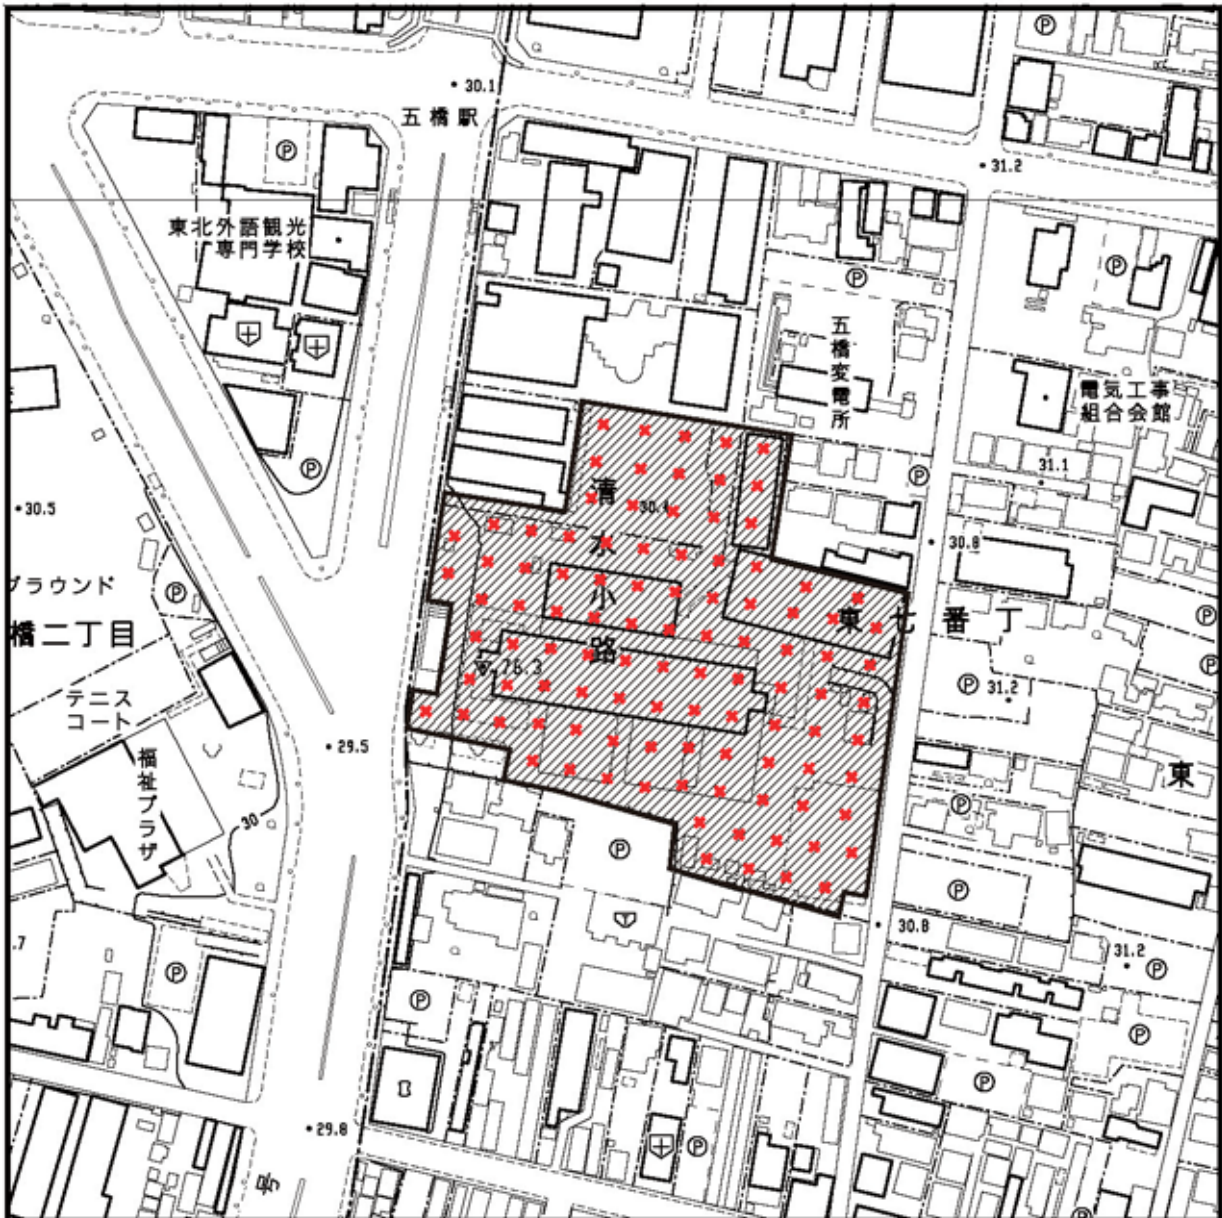 30.1
五橋駅
31.2
東北外語観光
専門学校
五橋変電所
電気工事
組合会館
31.1
30.5
清水小路
30.4
30.8
グラウンド
橋二丁目
東七番丁
76.3
31.2
テニス
コート
29.5
福祉プラザ
東
30
30.8
.7
31.2
29.8
号